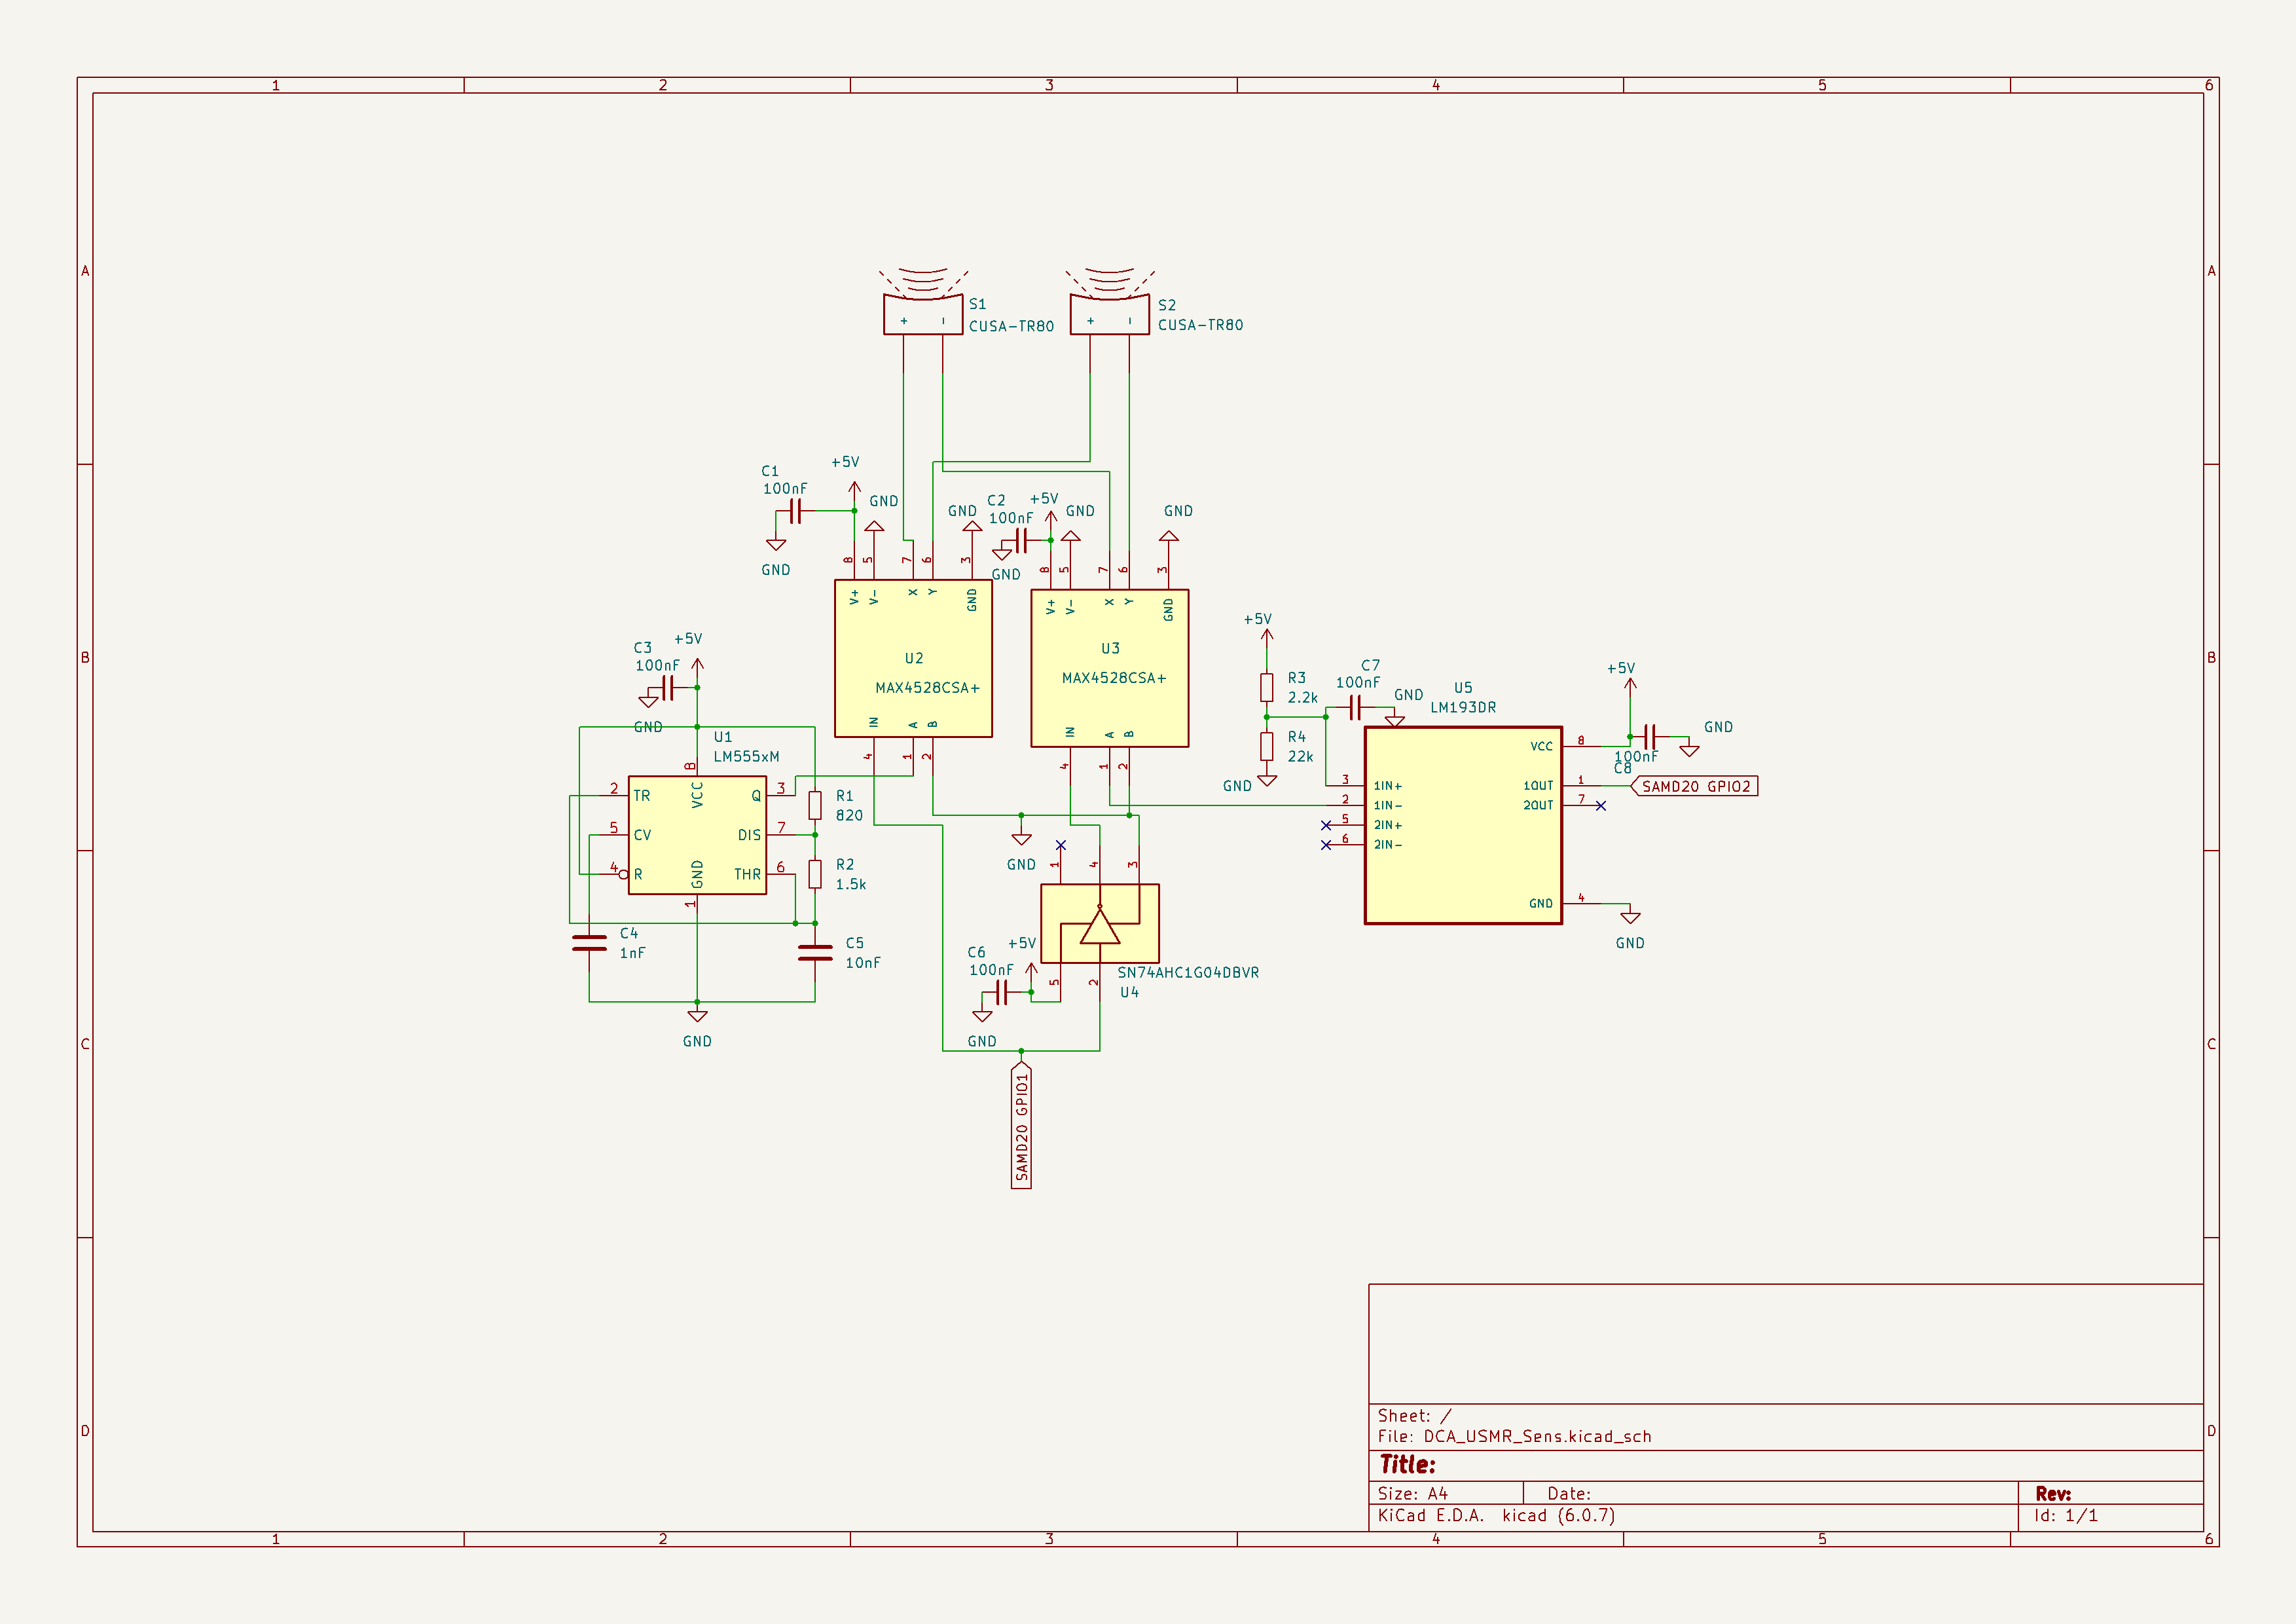 1 2 3 4 5 6
A A
S1
CUSA-TR80
+ -
S2
CUSA-TR80
+ -
C1
100nF
+5V
GND
GND
GND
C2
100nF
+5V
GND
GND
GND
8 5 7 6 3
V+ V- X Y GND
U2
MAX4528CSA+
IN A B
4 1 2
8 5 7 6 3
V+ V- X Y GND
U3
MAX4528CSA+
IN A B
4 1 2
B B
C3
100nF
+5V
GND
U1
LM555xM
8
VCC
2 TR Q 3
5 CV DIS 7
4 R THR 6
GND
1
R1
820
R2
1.5k
C4
1nF
C5
10nF
GND
+5V
R3
2.2k
R4
22k
GND
C7
100nF
GND
U5
LM193DR
VCC 8
3 1IN+ 1OUT 1
2 1IN- 2OUT 7
5 2IN+
6 2IN-
GND 4
+5V
GND
100nF
C8
SAMD20 GPIO2
GND
GND
1 4 3
5 2
SN74AHC1G04DBVR
U4
C6
100nF
+5V
GND
SAMD20 GPIO1
C C
D D
Sheet: /
File: DCA_USMR_Sens.kicad_sch
Title:
Size: A4 Date: Rev:
KiCad E.D.A. kicad (6.0.7) Id: 1/1
1 2 3 4 5 6